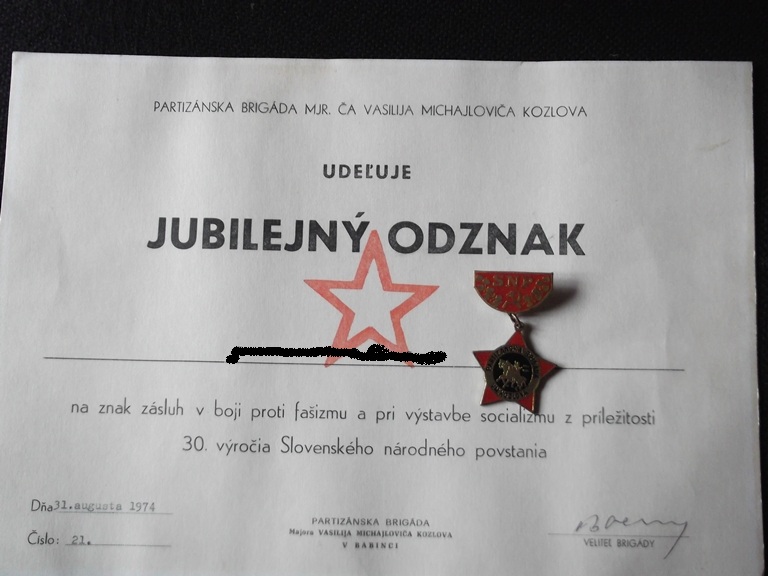 PARTIZÁNSKA BRIGÁDA MJR. ČA VASILIJA MICHAJLOVIČA KOZLOVA
UDEĽUJE
JUBILEJNÝ ODZNAK
SNP
na znak zásluh v boji proti fašizmu a pri výstavbe socializmu z príležitosti
30. výročia Slovenského národného povstania
Dňa 31.augusta 1974
Číslo: 21.
PARTIZÁNSKA BRIGÁDA
Majora VASILIJA MICHAJLOVIČA KOZLOVA
V BABINCI
VELITEĽ BRIGÁDY